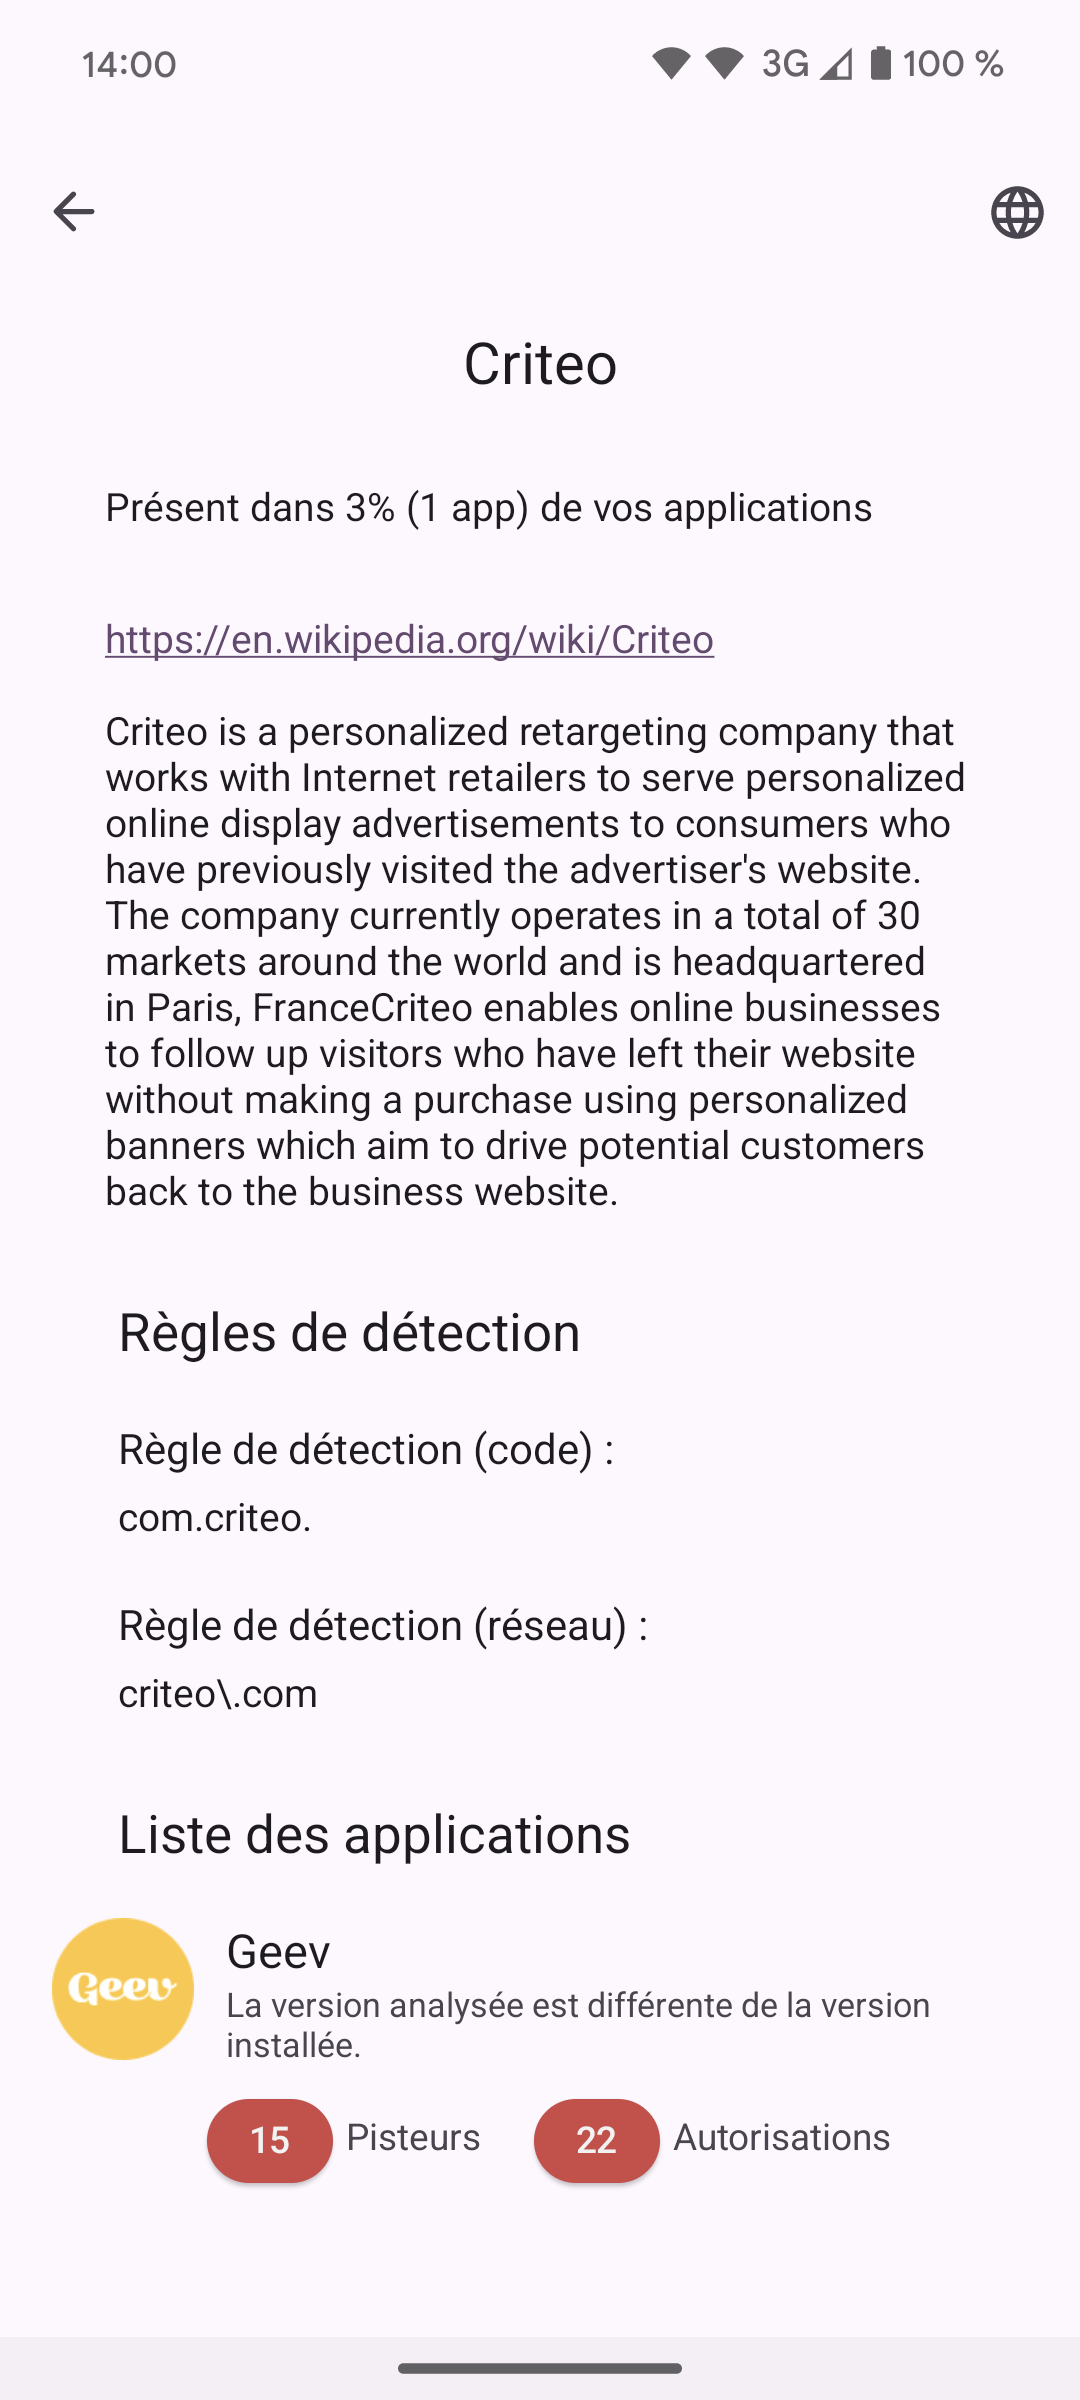 14:00
3G
100 %
Criteo
Présent dans 3% (1 app) de vos applications
https://en.wikipedia.org/wiki/Criteo
Criteo is a personalized retargeting company that
works with Internet retailers to serve personalized
online display advertisements to consumers who
have previously visited the advertiser's website.
The company currently operates in a total of 30
markets around the world and is headquartered
in Paris, FranceCriteo enables online businesses
to follow up visitors who have left their website
without making a purchase using personalized
banners which aim to drive potential customers
back to the business website.
Règles de détection
Règle de détection (code) :
com.criteo.
Règle de détection (réseau) :
criteo\.com
Liste des applications
Geev
Geev
La version analysée est différente de la version
installée.
15 Pisteurs 22 Autorisations